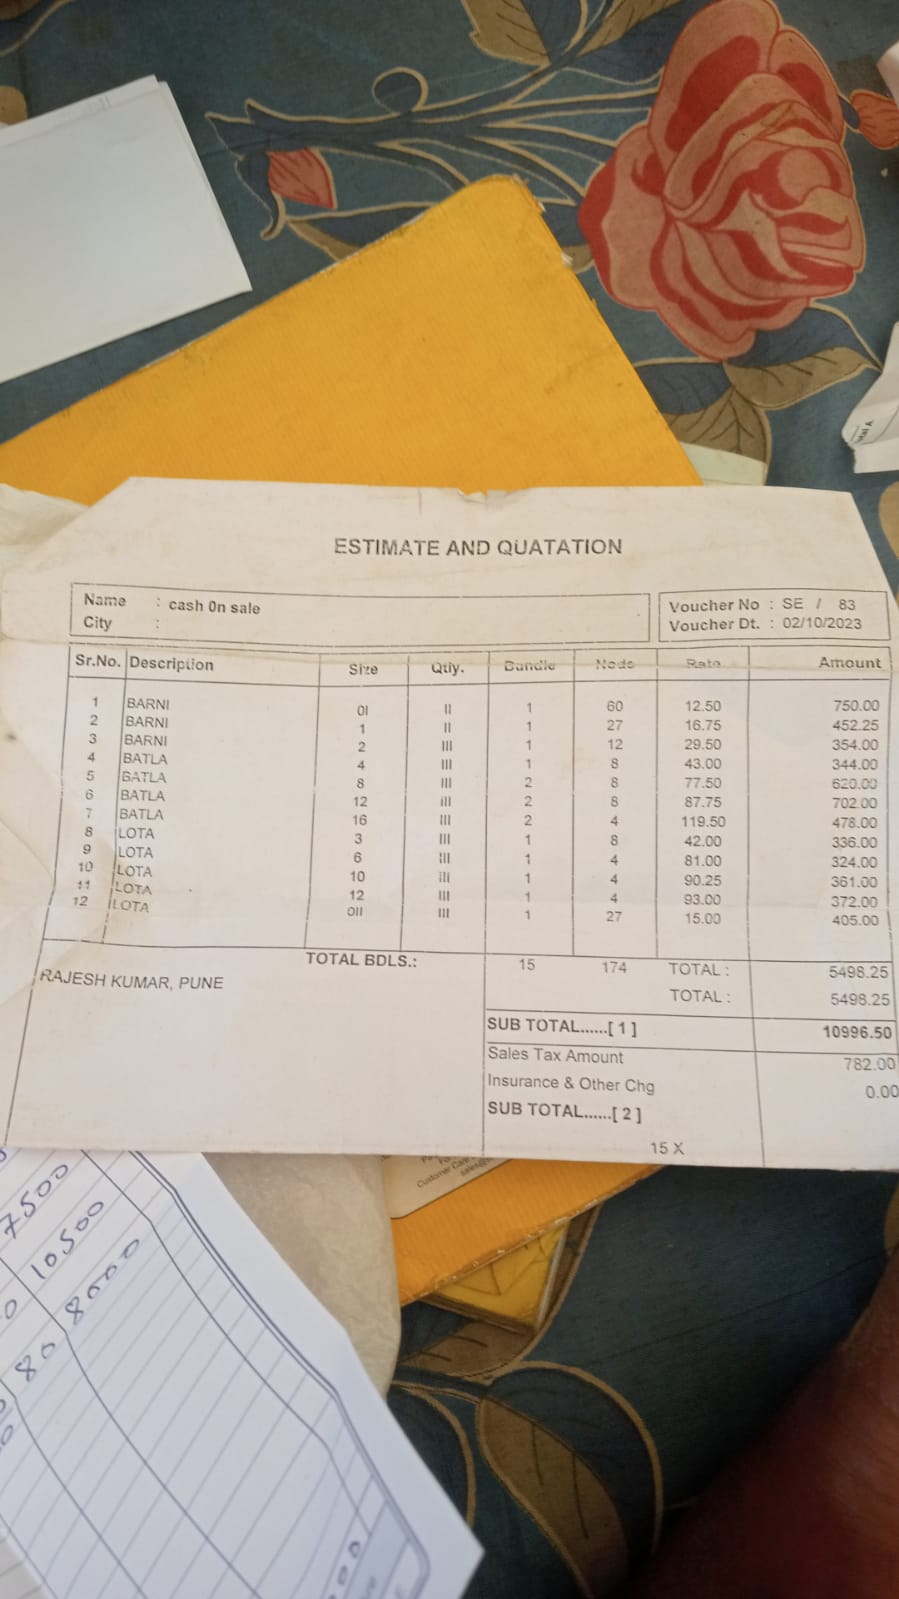 ESTIMATE AND QUATATION
Name : cash 0n sale
City :
Voucher No : SE / 83
Voucher Dt. : 02/10/2023
Sr.No. Description Size Qtiy. Bundle Nods Rate Amount
1 BARNI 0I II 1 60 12.50 750.00
2 BARNI 1 II 1 27 16.75 452.25
3 BARNI 2 III 1 12 29.50 354.00
4 BATLA 4 III 1 8 43.00 344.00
5 BATLA 8 III 2 8 77.50 620.00
6 BATLA 12 III 2 8 87.75 702.00
7 BATLA 16 III 2 4 119.50 478.00
8 LOTA 3 III 1 8 42.00 336.00
9 LOTA 6 III 1 4 81.00 324.00
10 LOTA 10 III 1 4 90.25 361.00
11 LOTA 12 III 1 4 93.00 372.00
12 LOTA 0II III 1 27 15.00 405.00
TOTAL BDLS.: 15 174 TOTAL : 5498.25
RAJESH KUMAR, PUNE
TOTAL : 5498.25
SUB TOTAL......[ 1 ] 10996.50
Sales Tax Amount 782.00
Insurance & Other Chg 0.00
SUB TOTAL......[ 2 ]
15 X
Customer Care
7500
10500
80 8000